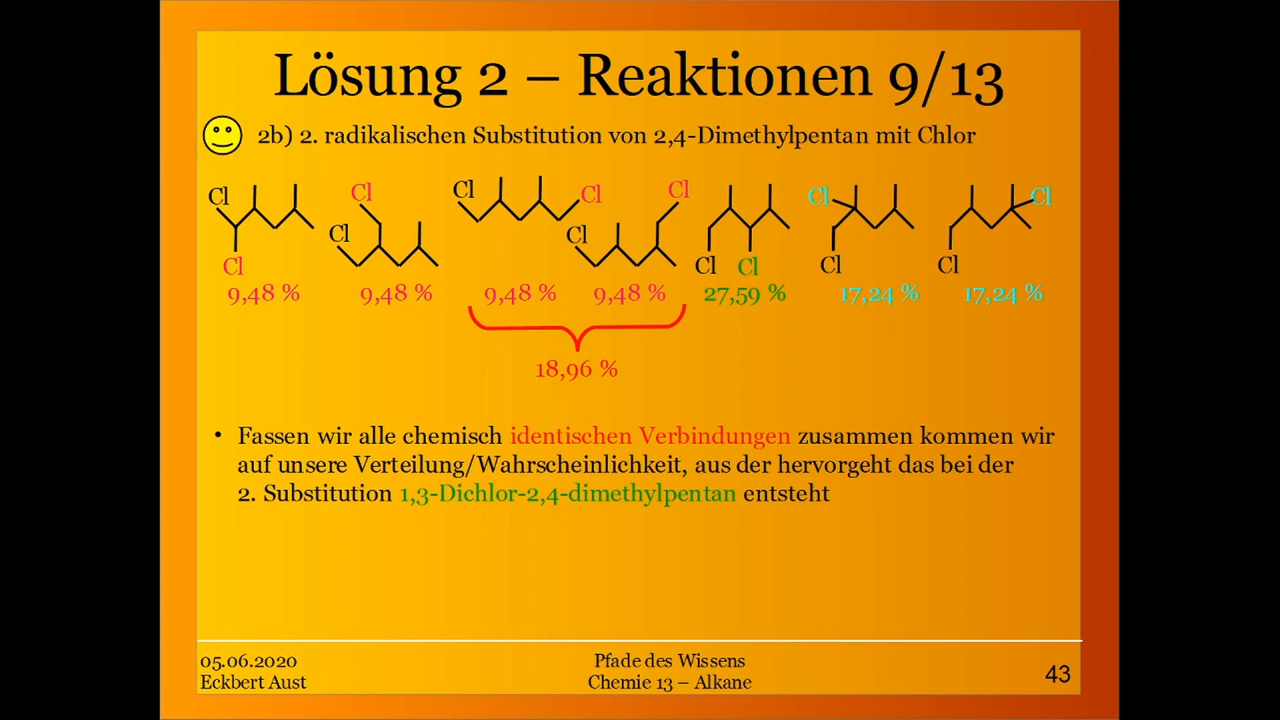 Lösung 2 – Reaktionen 9/13
2b) 2. radikalischen Substitution von 2,4-Dimethylpentan mit Chlor
Cl Cl Cl Cl Cl Cl Cl
Cl Cl
Cl Cl Cl Cl Cl
9,48 % 9,48 % 9,48 % 9,48 % 27,59 % 17,24 % 17,24 %
18,96 %
• Fassen wir alle chemisch identischen Verbindungen zusammen kommen wir
auf unsere Verteilung/Wahrscheinlichkeit, aus der hervorgeht das bei der
2. Substitution 1,3-Dichlor-2,4-dimethylpentan entsteht
05.06.2020
Eckbert Aust
Pfade des Wissens
Chemie 13 – Alkane
43